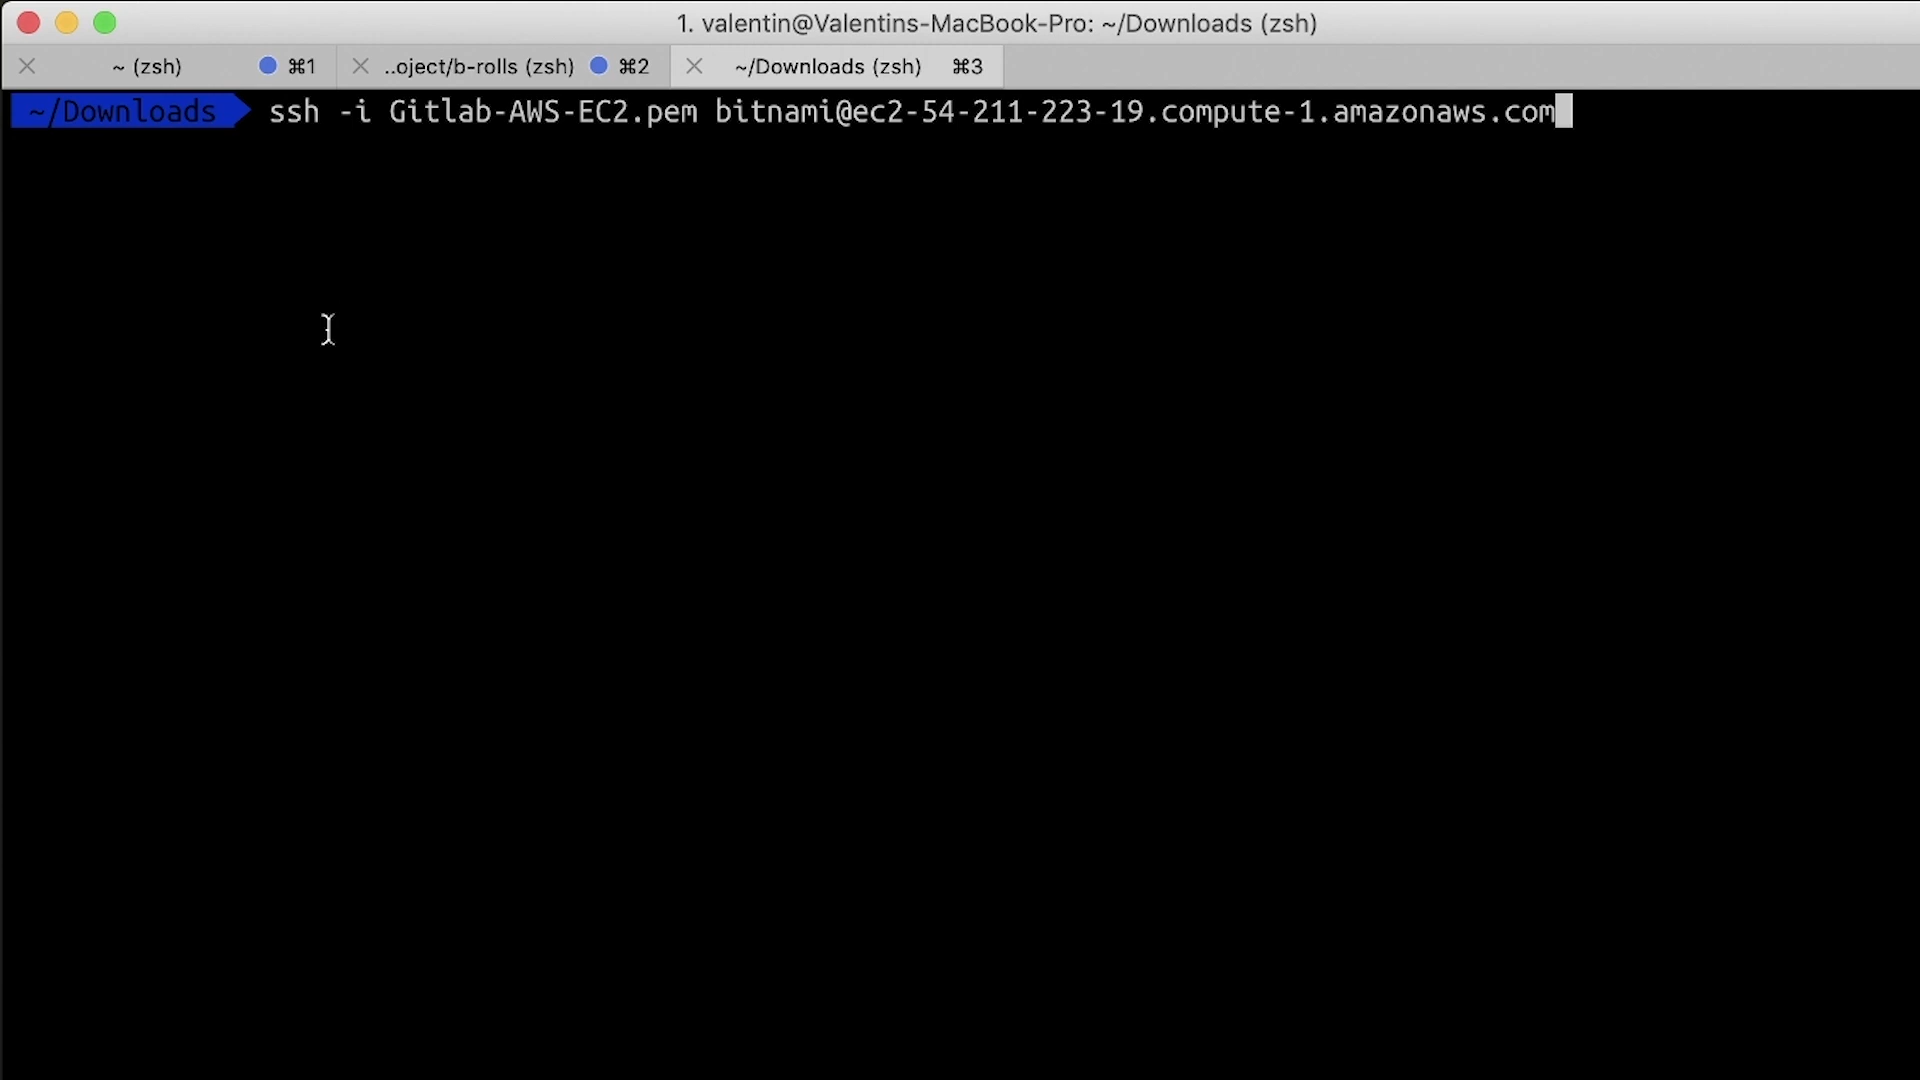 1. valentin@Valentins-MacBook-Pro: ~/Downloads (zsh)
~ (zsh) ⌘1 ..oject/b-rolls (zsh) ⌘2 ~/Downloads (zsh) ⌘3
~/Downloads ssh -i Gitlab-AWS-EC2.pem bitnami@ec2-54-211-223-19.compute-1.amazonaws.com